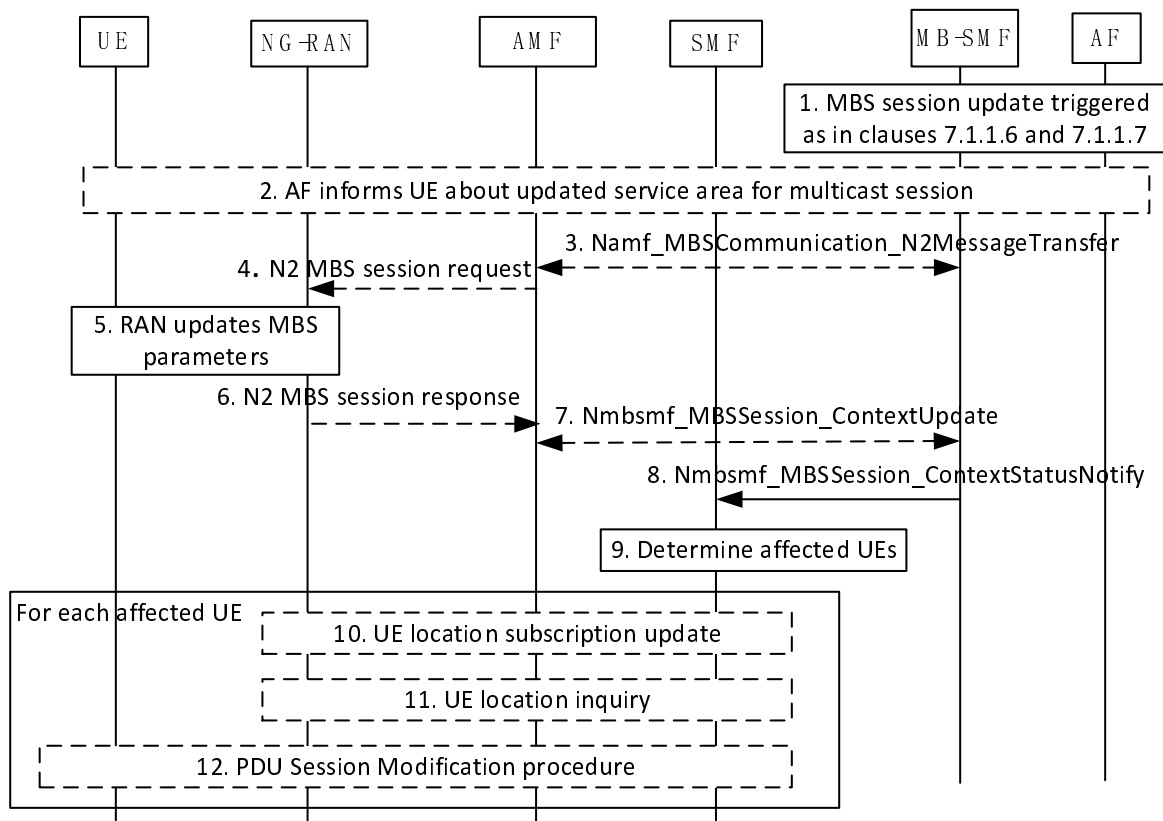 UE
NG-RAN
AMF
SMF
MB-SMF
AF
1. MBS session update triggered
as in clauses 7.1.1.6 and 7.1.1.7
2. AF informs UE about updated service area for multicast session
3. Namf_MBSCommunication_N2MessageTransfer
4. N2 MBS session request
5. RAN updates MBS
parameters
6. N2 MBS session response
7. Nmbsmf_MBSSession_ContextUpdate
8. Nmbsmf_MBSSession_ContextStatusNotify
9. Determine affected UEs
For each affected UE
10. UE location subscription update
11. UE location inquiry
12. PDU Session Modification procedure